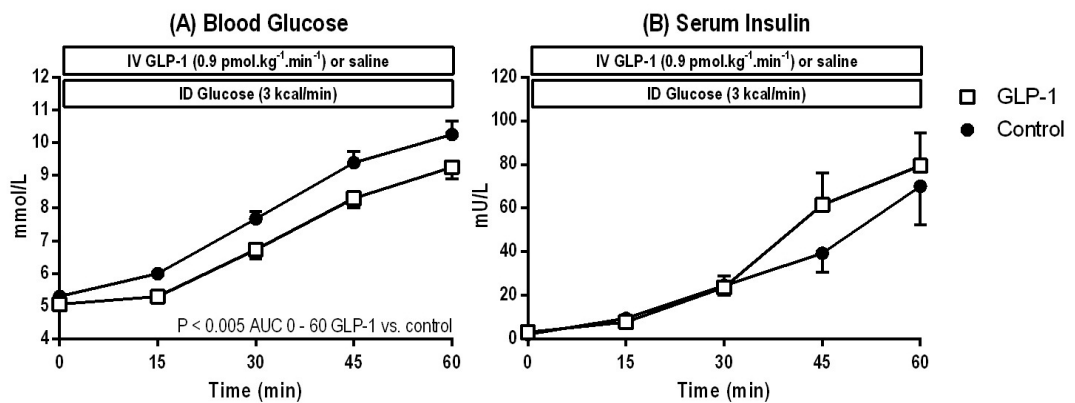 (A) Blood Glucose
IV GLP-1 (0.9 pmol.kg⁻¹.min⁻¹) or saline
ID Glucose (3 kcal/min)
12
11
10
9
8
7
6
5
4
mmol/L
P < 0.005 AUC 0 - 60 GLP-1 vs. control
0 15 30 45 60
Time (min)
(B) Serum Insulin
IV GLP-1 (0.9 pmol.kg⁻¹.min⁻¹) or saline
ID Glucose (3 kcal/min)
120
100
80
60
40
20
0
mU/L
0 15 30 45 60
Time (min)
GLP-1
Control